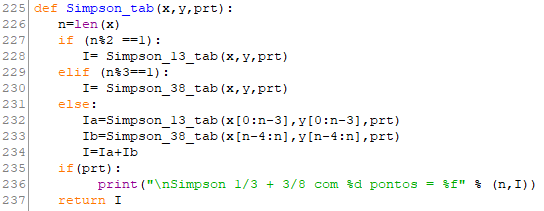 225 def Simpson_tab(x,y,prt):
226     n=len(x)
227     if (n%2 ==1):
228         I= Simpson_13_tab(x,y,prt)
229     elif (n%3==1):
230         I= Simpson_38_tab(x,y,prt)
231     else:
232         Ia=Simpson_13_tab(x[0:n-3],y[0:n-3],prt)
233         Ib=Simpson_38_tab(x[n-4:n],y[n-4:n],prt)
234         I=Ia+Ib
235     if(prt):
236           print("\nSimpson 1/3 + 3/8 com %d pontos = %f" % (n,I))
237     return I